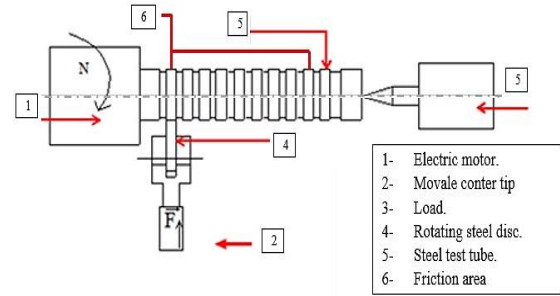 6
5
N
1
5
4
F
2
1- Electric motor.
2- Movale conter tip
3- Load.
4- Rotating steel disc.
5- Steel test tube.
6- Friction area